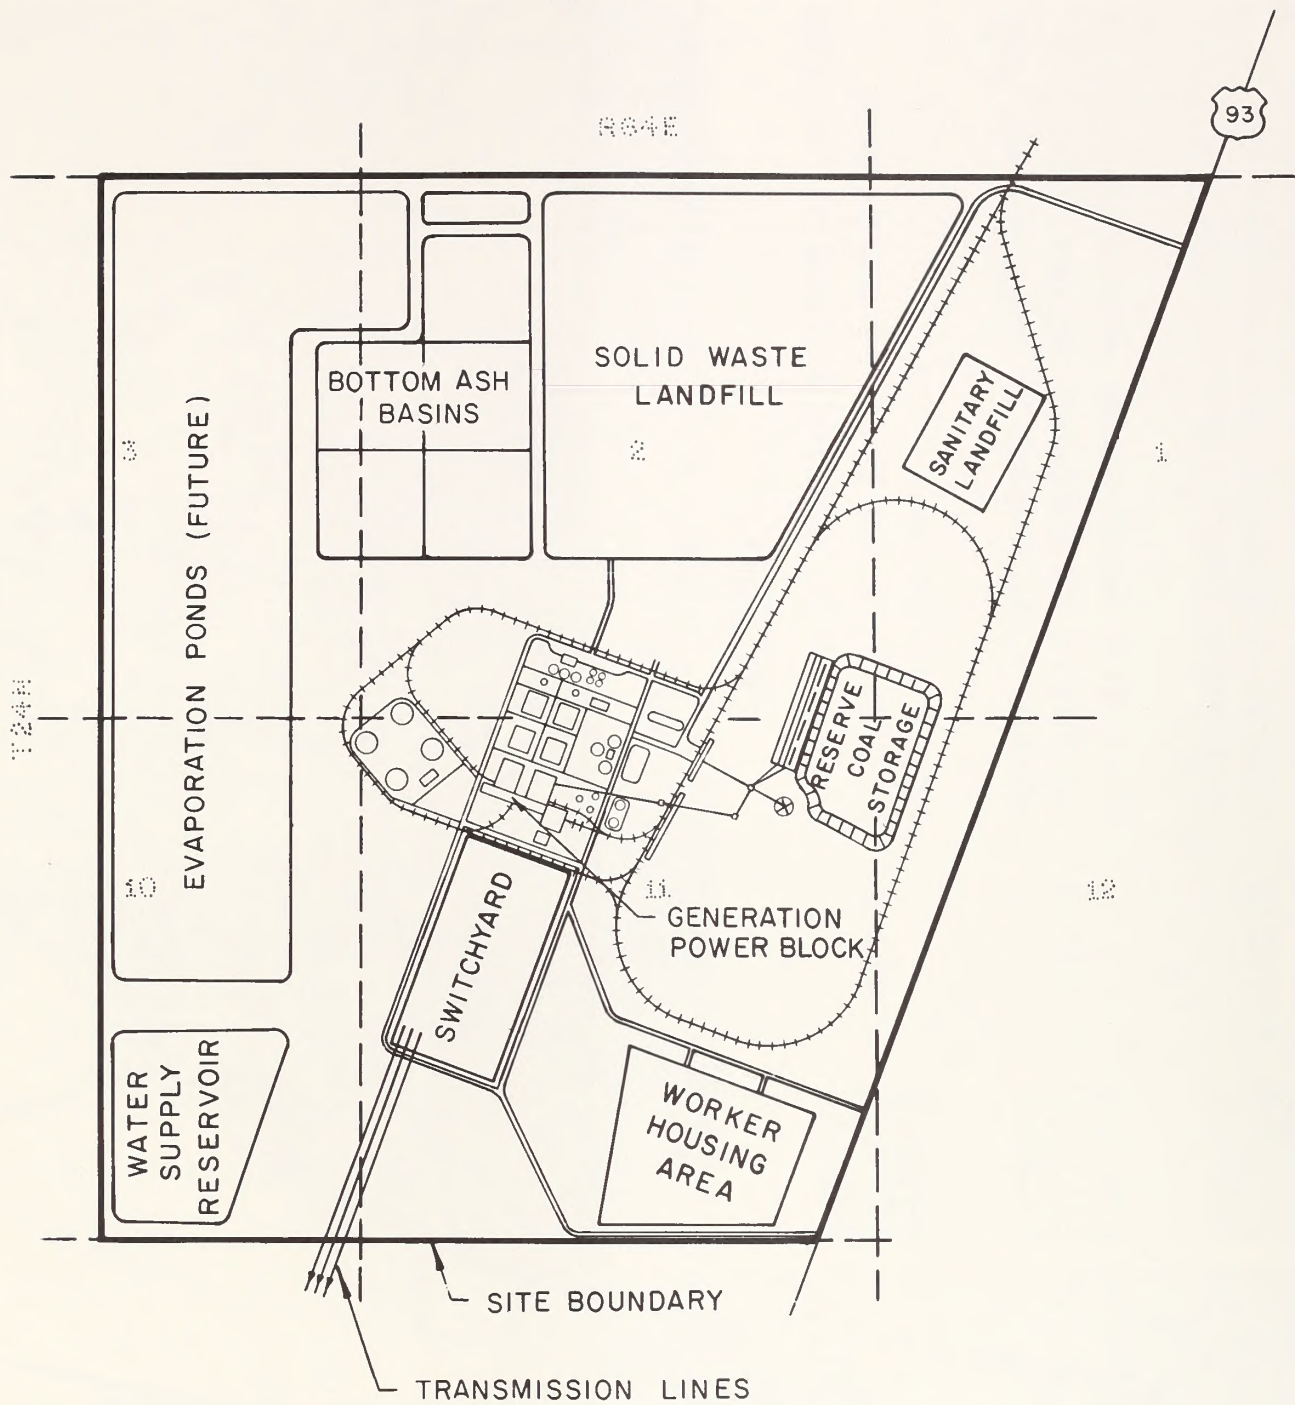 93
R64E
SOLID WASTE
LANDFILL
BOTTOM ASH
BASINS
SANITARY
LANDFILL
3
2
1
EVAPORATION PONDS (FUTURE)
T24N
RESERVE
COAL
STORAGE
10
11
12
GENERATION
POWER BLOCK
SWITCHYARD
WATER
SUPPLY
RESERVOIR
WORKER
HOUSING
AREA
SITE BOUNDARY
TRANSMISSION LINES